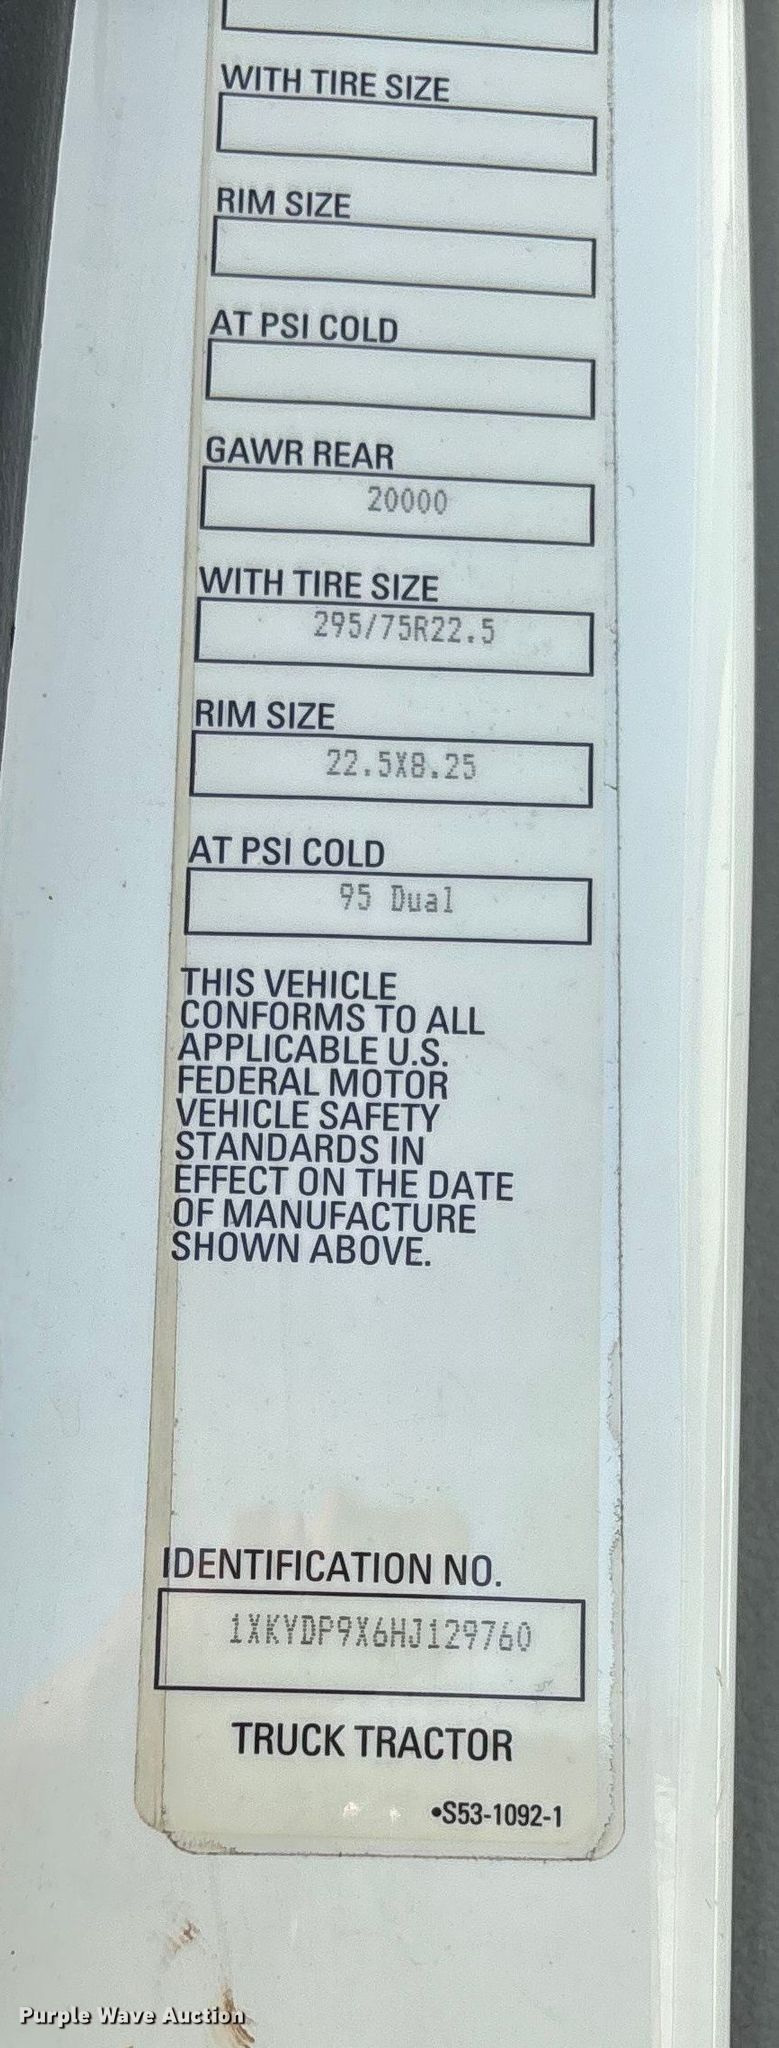 WITH TIRE SIZE
RIM SIZE
AT PSI COLD
GAWR REAR
20000
WITH TIRE SIZE
295/75R22.5
RIM SIZE
22.5X8.25
AT PSI COLD
95 Dual
THIS VEHICLE
CONFORMS TO ALL
APPLICABLE U.S.
FEDERAL MOTOR
VEHICLE SAFETY
STANDARDS IN
EFFECT ON THE DATE
OF MANUFACTURE
SHOWN ABOVE.
IDENTIFICATION NO.
1XKYDP9X6HJ129760
TRUCK TRACTOR
•S53-1092-1
Purple Wave Auction